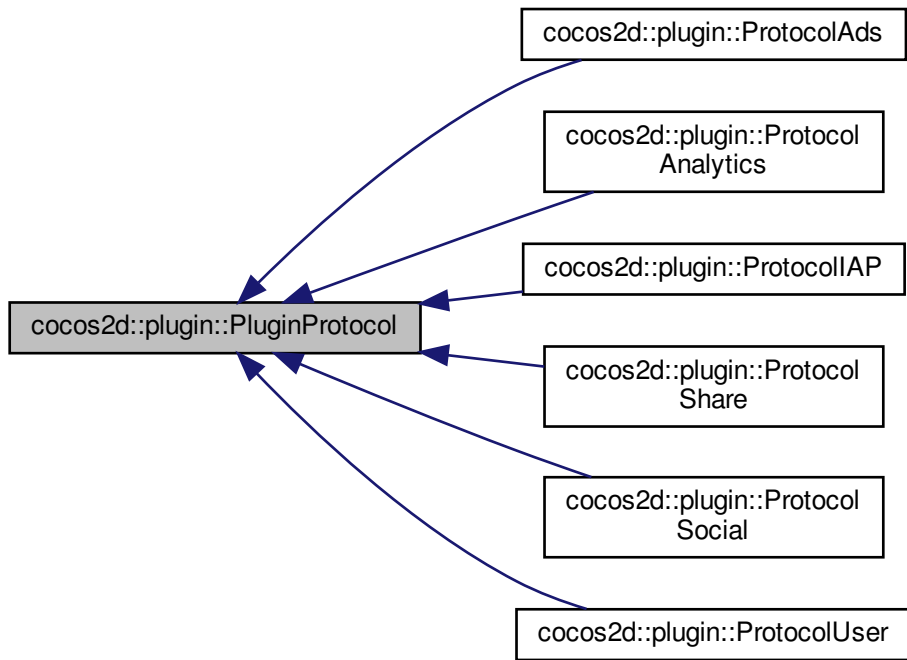 cocos2d::plugin::ProtocolAds
cocos2d::plugin::Protocol
Analytics
cocos2d::plugin::ProtocolIAP
cocos2d::plugin::PluginProtocol
cocos2d::plugin::Protocol
Share
cocos2d::plugin::Protocol
Social
cocos2d::plugin::ProtocolUser